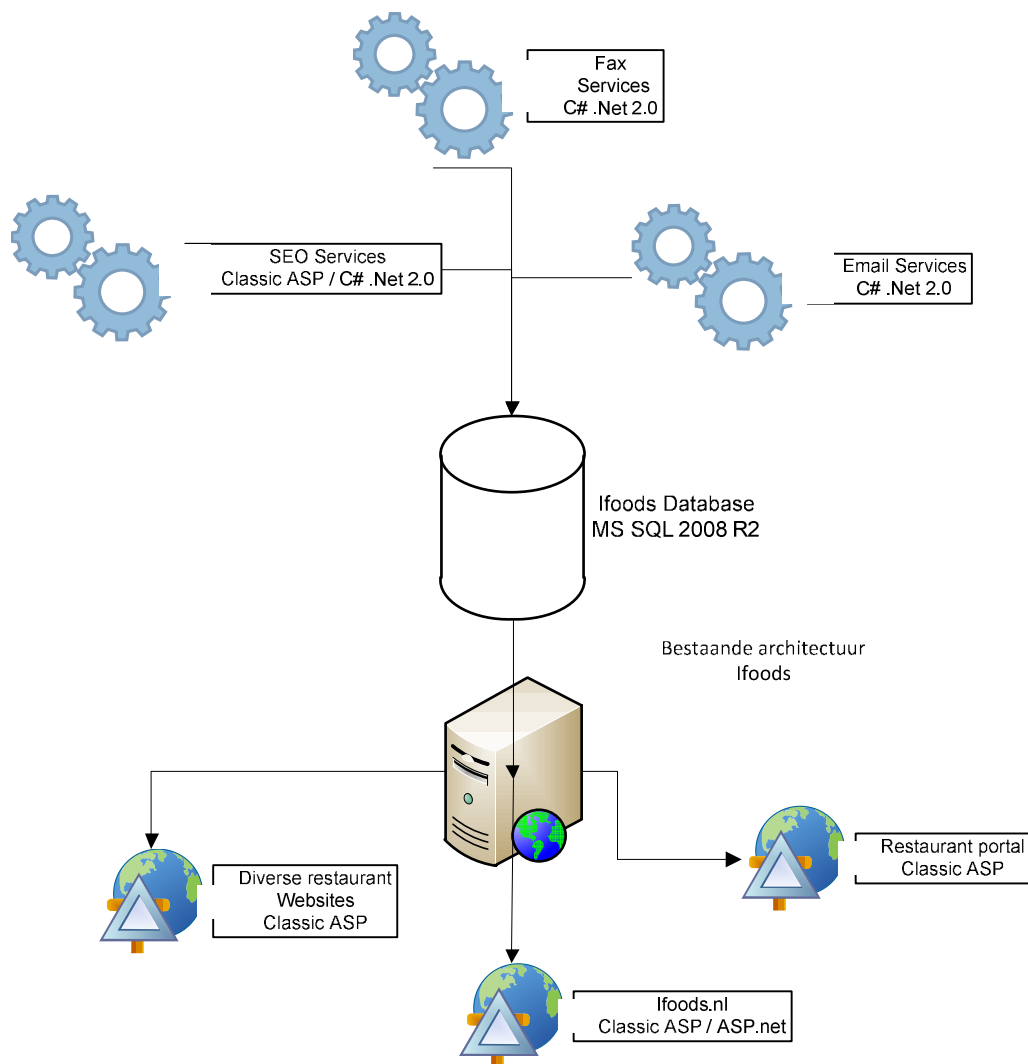 Fax
Services
C# .Net 2.0
SEO Services
Classic ASP / C# .Net 2.0
Email Services
C# .Net 2.0
Ifoods Database
MS SQL 2008 R2
Bestaande architectuur
Ifoods
Restaurant portal
Classic ASP
Diverse restaurant
Websites
Classic ASP
Ifoods.nl
Classic ASP / ASP.net